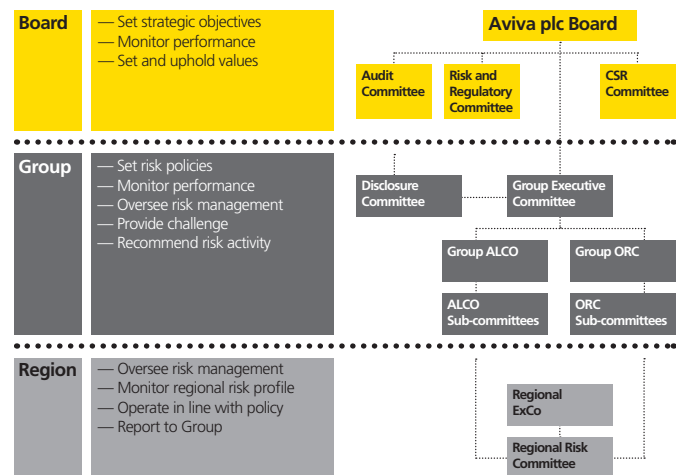 Board
— Set strategic objectives
— Monitor performance
— Set and uphold values
Aviva plc Board
Audit
Committee
Risk and
Regulatory
Committee
CSR
Committee
Group
— Set risk policies
— Monitor performance
— Oversee risk management
— Provide challenge
— Recommend risk activity
Disclosure
Committee
Group Executive
Committee
Group ALCO
Group ORC
ALCO
Sub-committees
ORC
Sub-committees
Region
— Oversee risk management
— Monitor regional risk profile
— Operate in line with policy
— Report to Group
Regional
ExCo
Regional Risk
Committee